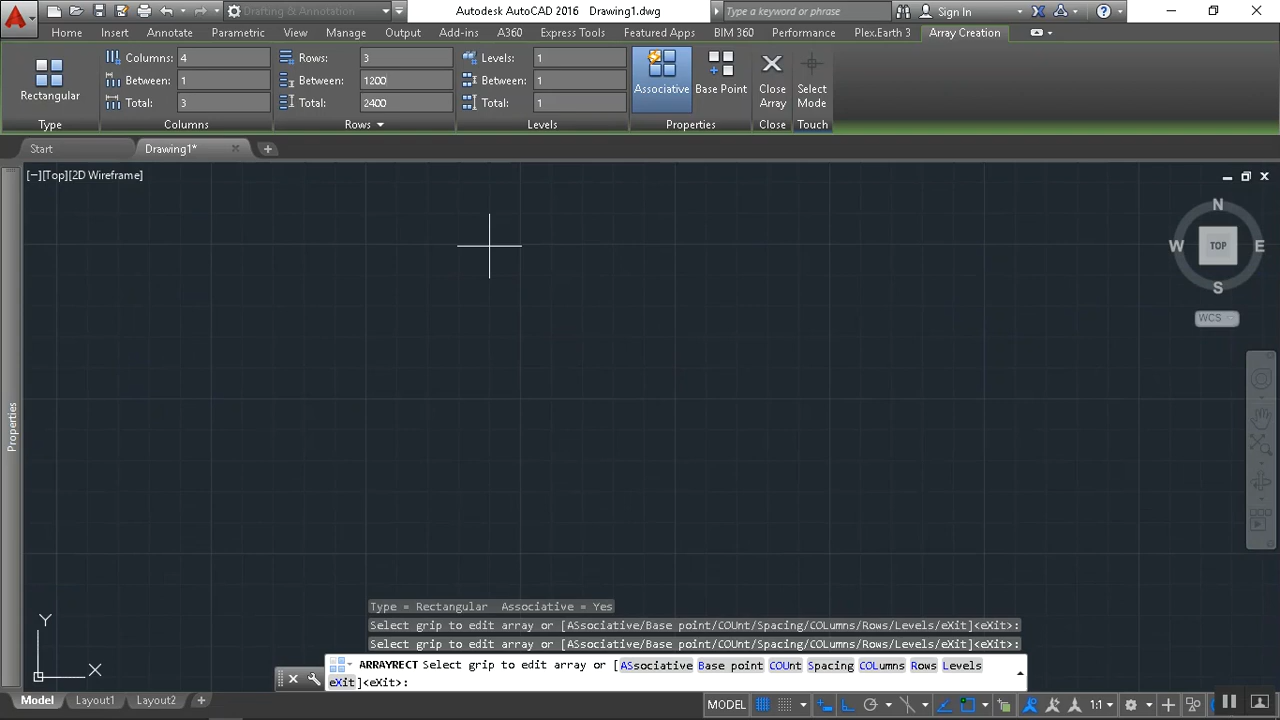 Drafting & Annotation Autodesk AutoCAD 2016 Drawing1.dwg Type a keyword or phrase Sign In
Home Insert Annotate Parametric View Manage Output Add-ins A360 Express Tools Featured Apps BIM 360 Performance Plex.Earth 3 Array Creation
Columns: 4 Rows: 3 Levels: 1
Between: 1 Between: 1200 Between: 1
Total: 3 Total: 2400 Total: 1
Rectangular Associative Base Point Close Array Select Mode
Type Columns Rows Levels Properties Close Touch
Start Drawing1* +
[−][Top][2D Wireframe]
N
W TOP E
S
WCS
Properties
Y
X
Type = Rectangular Associative = Yes
Select grip to edit array or [ASsociative/Base point/COUnt/Spacing/COLumns/Rows/Levels/eXit]<eXit>:
Select grip to edit array or [ASsociative/Base point/COUnt/Spacing/COLumns/Rows/Levels/eXit]<eXit>:
ARRAYRECT Select grip to edit array or [ASsociative Base point COUnt Spacing COLumns Rows Levels
eXit]<eXit>:
Model Layout1 Layout2 + MODEL 1:1